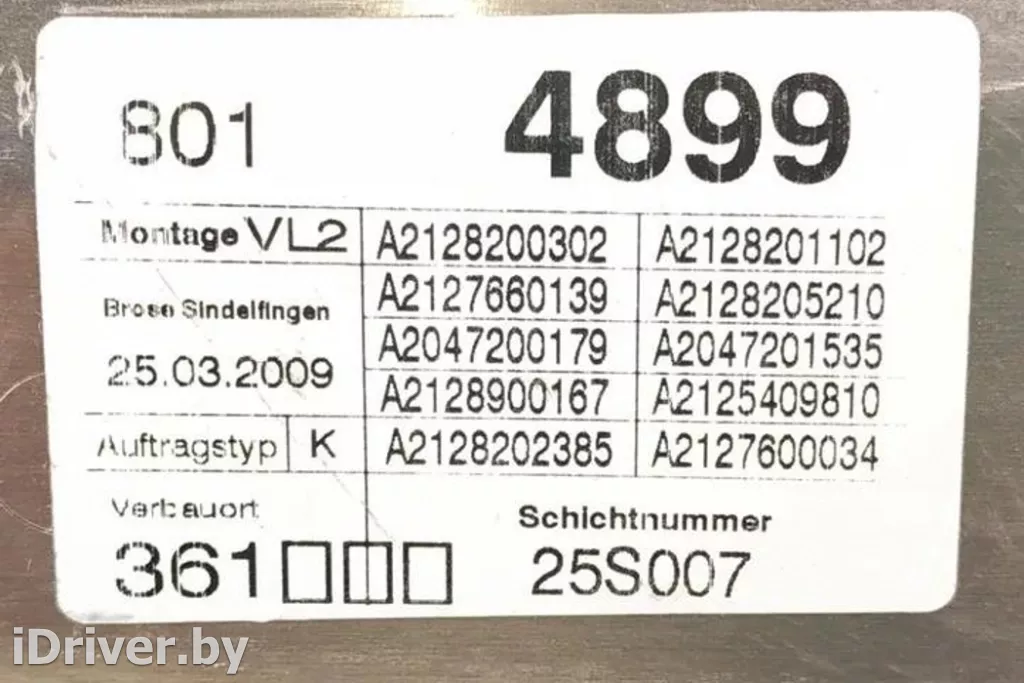 801 4899
Montage VL2 A2128200302 A2128201102
A2127660139 A2128205210
Brose Sindelfingen
A2047200179 A2047201535
25.03.2009
A2128900167 A2125409810
Auftragstyp K A2128202385 A2127600034
Verbauort Schichtnummer
361□□□ 25S007
iDriver.by